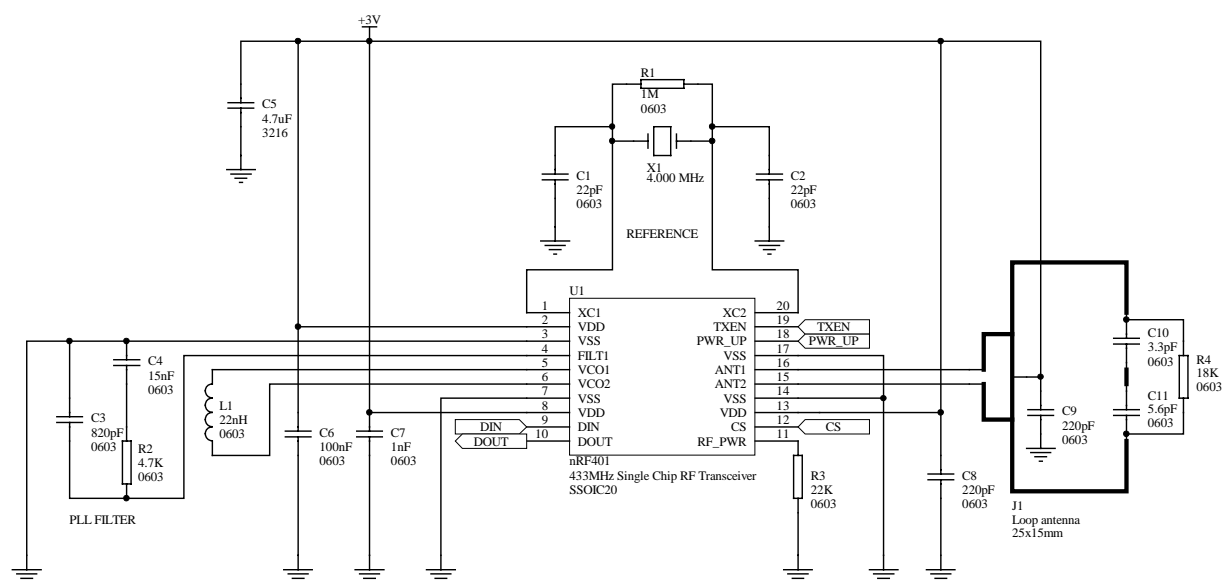 +3V
C5
4.7uF
3216
R1
1M
0603
X1
4.000 MHz
C1
22pF
0603
C2
22pF
0603
REFERENCE
U1
1 XC1
2 VDD
3 VSS
4 FILT1
5 VCO1
6 VCO2
7 VSS
8 VDD
9 DIN
10 DOUT
XC2 20
TXEN 19
PWR_UP 18
VSS 17
ANT1 16
ANT2 15
VSS 14
VDD 13
CS 12
RF_PWR 11
TXEN
PWR_UP
CS
DIN
DOUT
nRF401
433MHz Single Chip RF Transceiver
SSOIC20
C4
15nF
0603
C3
820pF
0603
R2
4.7K
0603
PLL FILTER
L1
22nH
0603
C6
100nF
0603
C7
1nF
0603
R3
22K
0603
C8
220pF
0603
C9
220pF
0603
C10
3.3pF
0603
C11
5.6pF
0603
R4
18K
0603
J1
Loop antenna
25x15mm